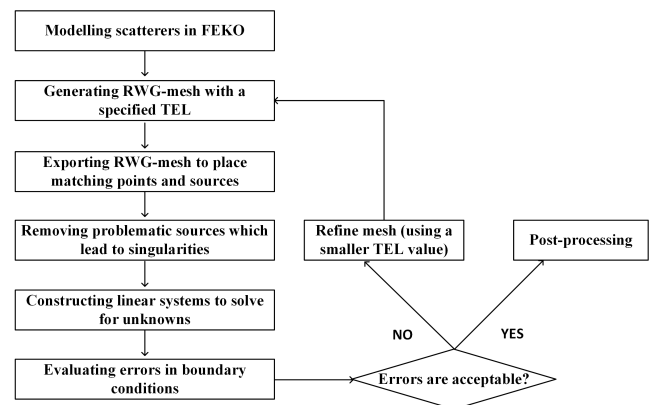 Modelling scatterers in FEKO
Generating RWG-mesh with a
specified TEL
Exporting RWG-mesh to place
matching points and sources
Removing problematic sources which
lead to singularities
Refine mesh (using a
smaller TEL value)
Post-processing
Constructing linear systems to solve
for unknowns
NO
YES
Evaluating errors in boundary
conditions
Errors are acceptable?